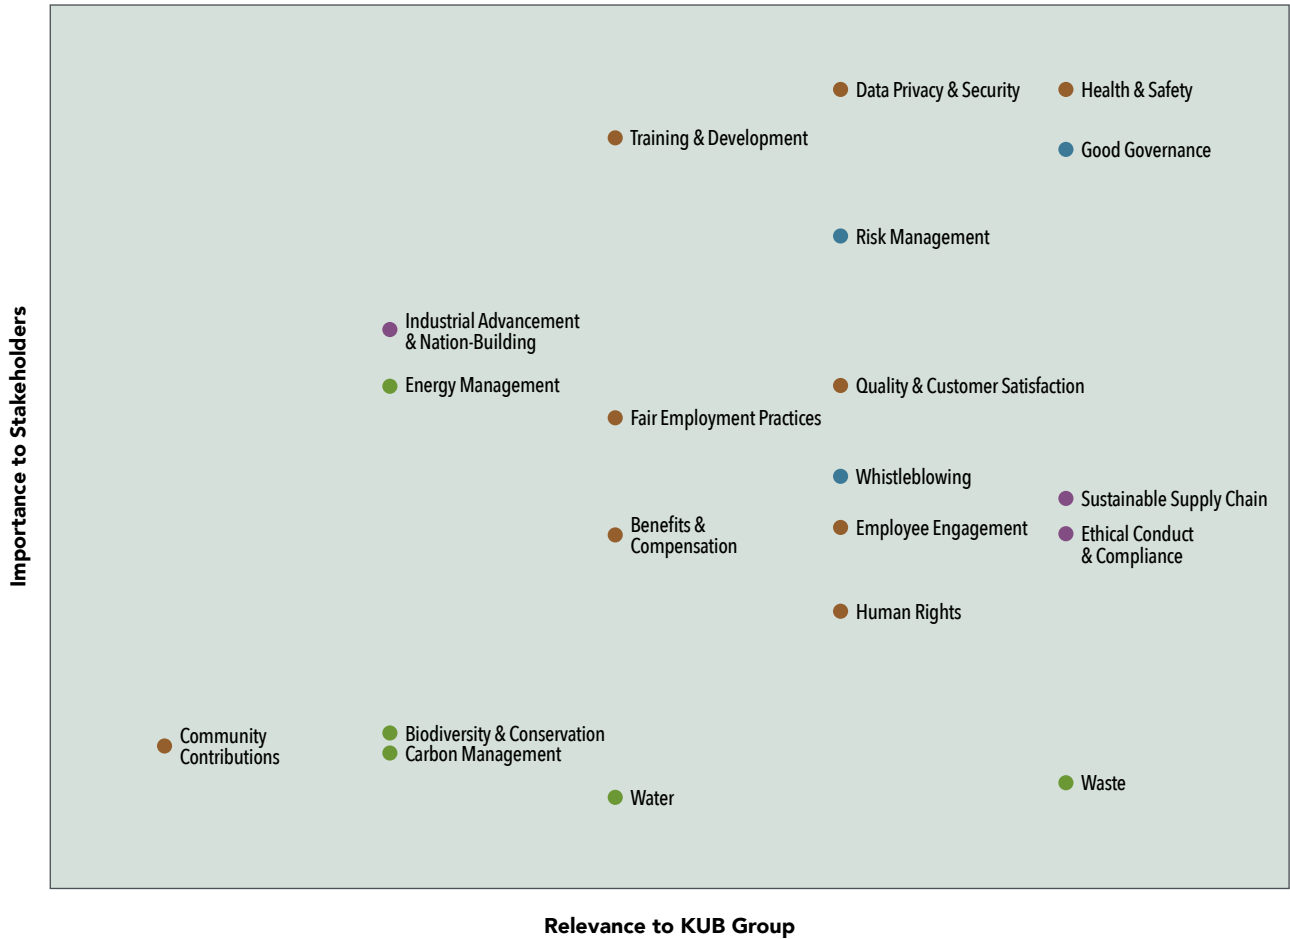 Data Privacy & Security
Health & Safety
Training & Development
Good Governance
Risk Management
Industrial Advancement
& Nation-Building
Energy Management
Quality & Customer Satisfaction
Fair Employment Practices
Whistleblowing
Sustainable Supply Chain
Benefits &
Compensation
Employee Engagement
Ethical Conduct
& Compliance
Human Rights
Community
Contributions
Biodiversity & Conservation
Carbon Management
Water
Waste
Importance to Stakeholders
Relevance to KUB Group